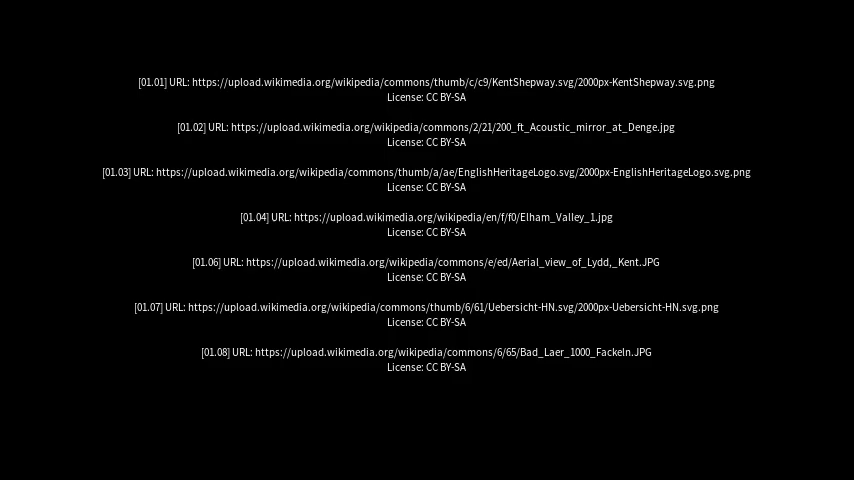 [01.01] URL: https://upload.wikimedia.org/wikipedia/commons/thumb/c/c9/KentShepway.svg/2000px-KentShepway.svg.png
License: CC BY-SA
[01.02] URL: https://upload.wikimedia.org/wikipedia/commons/2/21/200_ft_Acoustic_mirror_at_Denge.jpg
License: CC BY-SA
[01.03] URL: https://upload.wikimedia.org/wikipedia/commons/thumb/a/ae/EnglishHeritageLogo.svg/2000px-EnglishHeritageLogo.svg.png
License: CC BY-SA
[01.04] URL: https://upload.wikimedia.org/wikipedia/en/f/f0/Elham_Valley_1.jpg
License: CC BY-SA
[01.06] URL: https://upload.wikimedia.org/wikipedia/commons/e/ed/Aerial_view_of_Lydd,_Kent.JPG
License: CC BY-SA
[01.07] URL: https://upload.wikimedia.org/wikipedia/commons/thumb/6/61/Uebersicht-HN.svg/2000px-Uebersicht-HN.svg.png
License: CC BY-SA
[01.08] URL: https://upload.wikimedia.org/wikipedia/commons/6/65/Bad_Laer_1000_Fackeln.JPG
License: CC BY-SA